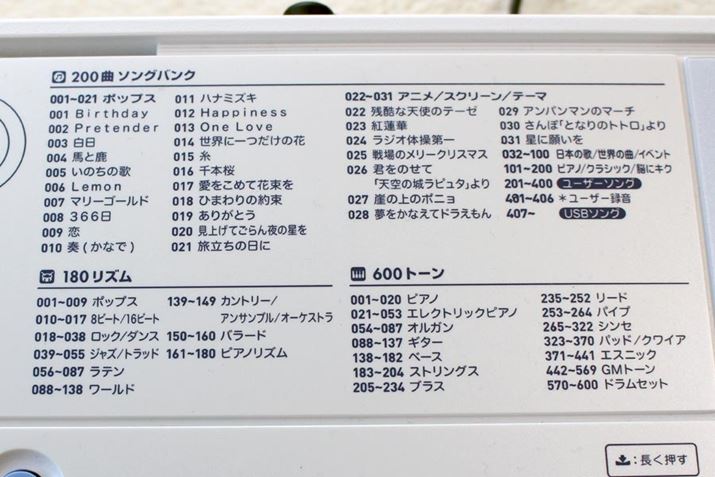 200曲 ソングバンク
001~021 ポップス
001 Birthday
002 Pretender
003 白日
004 馬と鹿
005 いのちの歌
006 Lemon
007 マリーゴールド
008 366日
009 恋
010 奏(かなで)
011 ハナミズキ
012 Happiness
013 One Love
014 世界に一つだけの花
015 糸
016 千本桜
017 愛をこめて花束を
018 ひまわりの約束
019 ありがとう
020 見上げてごらん夜の星を
021 旅立ちの日に
022~031 アニメ/スクリーン/テーマ
022 残酷な天使のテーゼ
023 紅蓮華
024 ラジオ体操第一
025 戦場のメリークリスマス
026 君をのせて
「天空の城ラピュタ」より
027 崖の上のポニョ
028 夢をかなえてドラえもん
029 アンパンマンのマーチ
030 さんぽ「となりのトトロ」より
031 星に願いを
032~100 日本の歌/世界の曲/イベント
101~200 ピアノ/クラシック/脳にキク
201~400 ユーザーソング
401~406 *ユーザー録音
407~ USBソング
180リズム
001~009 ポップス
010~017 8ビート/16ビート
018~038 ロック/ダンス
039~055 ジャズ/トラッド
056~087 ラテン
088~138 ワールド
139~149 カントリー/
アンサンブル/オーケストラ
150~160 バラード
161~180 ピアノリズム
600トーン
001~020 ピアノ
021~053 エレクトリックピアノ
054~087 オルガン
088~137 ギター
138~182 ベース
183~204 ストリングス
205~234 ブラス
235~252 リード
253~264 パイプ
265~322 シンセ
323~370 パッド/クワイア
371~441 エスニック
442~569 GMトーン
570~600 ドラムセット
:長く押す